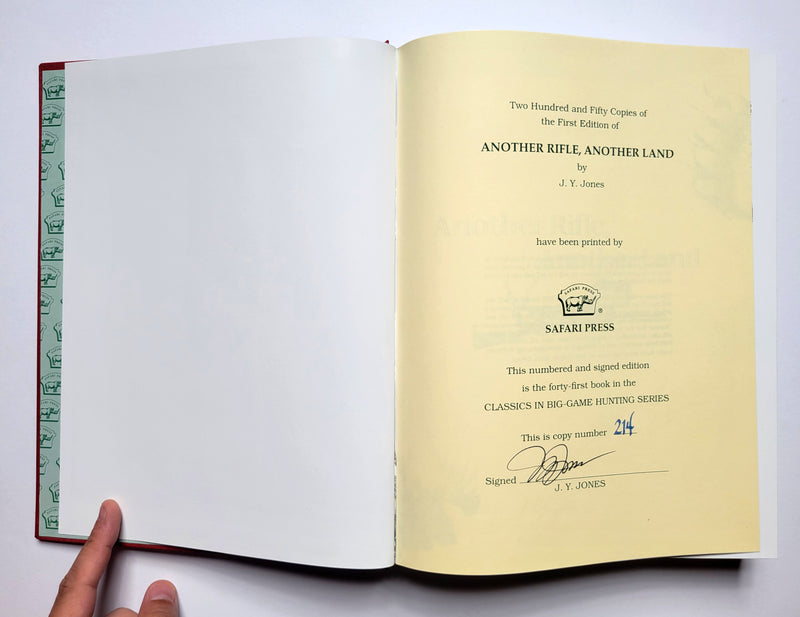 Two Hundred and Fifty Copies of
the First Edition of
ANOTHER RIFLE, ANOTHER LAND
by
J. Y. Jones
have been printed by
SAFARI PRESS
®
SAFARI PRESS
This numbered and signed edition
is the forty-first book in the
CLASSICS IN BIG-GAME HUNTING SERIES
This is copy number 214
Signed
J. Y. JONES